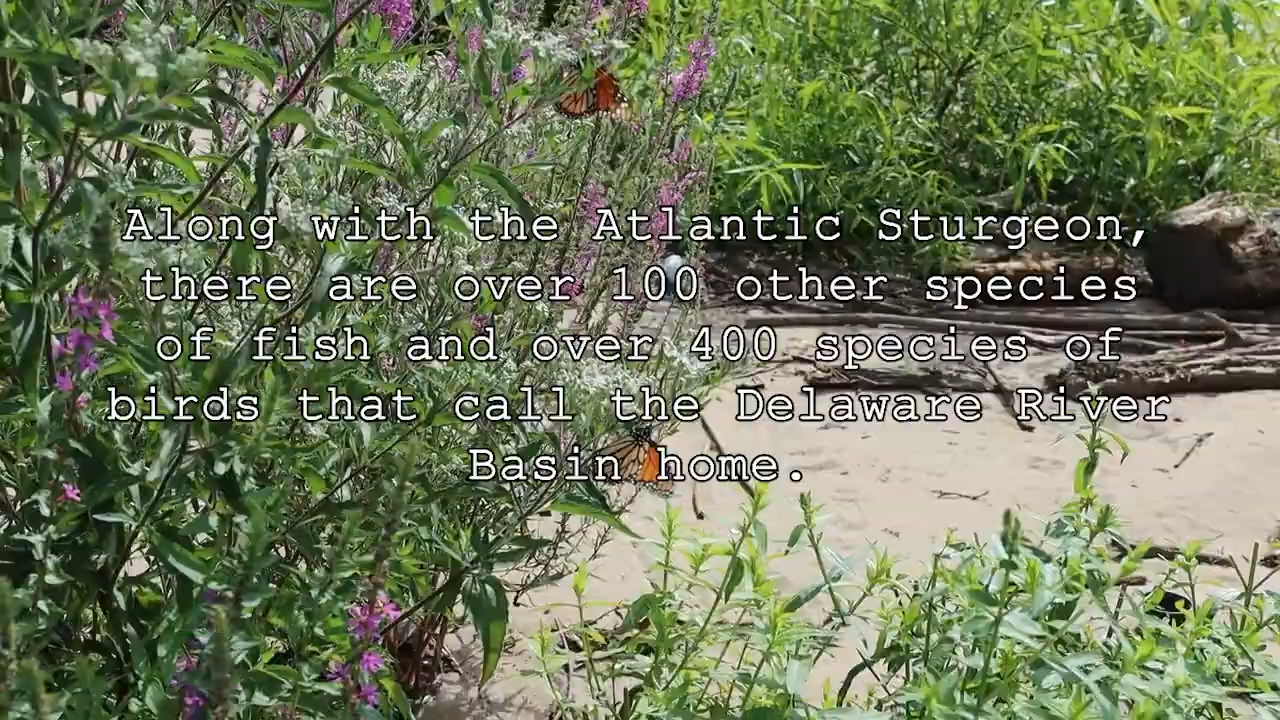 Along with the Atlantic Sturgeon,
there are over 100 other species
of fish and over 400 species of
birds that call the Delaware River
Basin home.